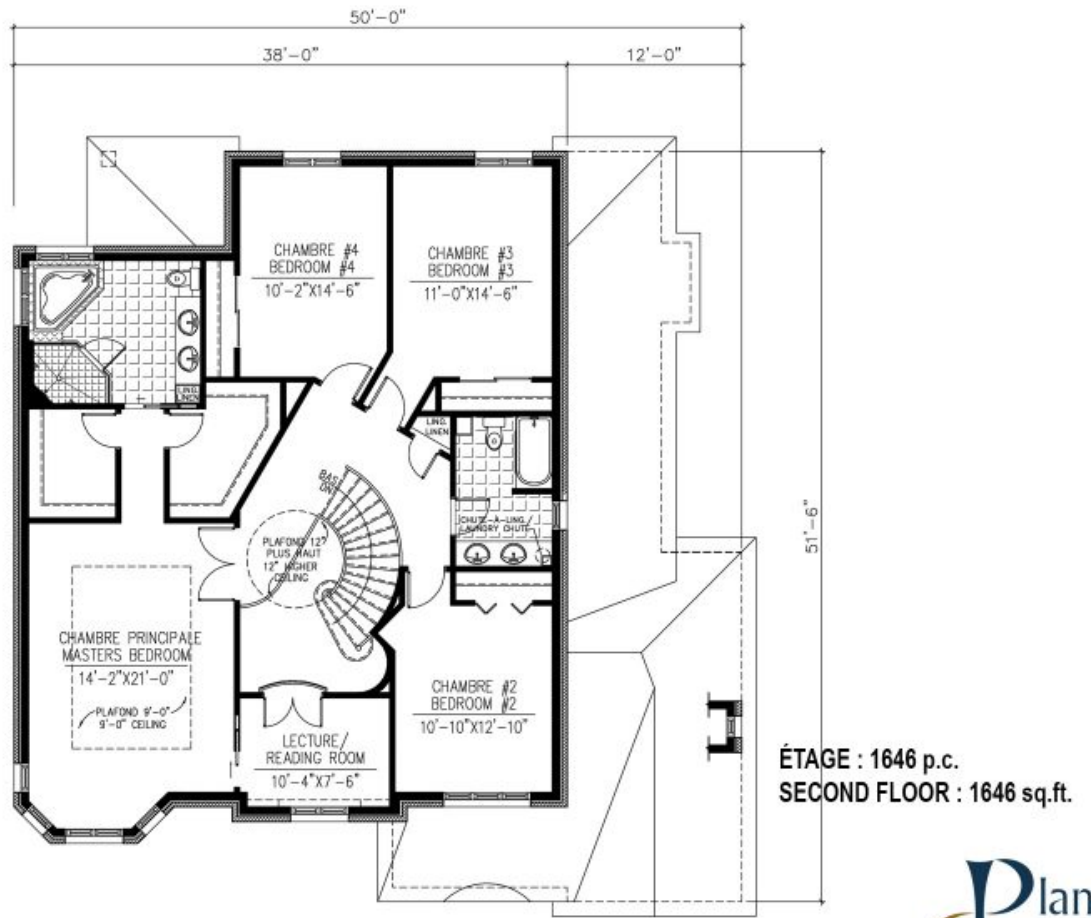 50'-0"
38'-0"
12'-0"
CHAMBRE #4
BEDROOM #4
10'-2"X14'-6"
CHAMBRE #3
BEDROOM #3
11'-0"X14'-6"
LING.
LINEN
LING.
LINEN
BAS
DN
CHUTE-À-LING./
LAUNDRY CHUTE
PLAFOND 12"
PLUS HAUT
12" HIGHER
CEILING
51'-6"
CHAMBRE PRINCIPALE
MASTERS BEDROOM
14'-2"X21'-0"
PLAFOND 9'-0"
9'-0" CEILING
CHAMBRE #2
BEDROOM #2
10'-10"X12'-10"
LECTURE/
READING ROOM
10'-4"X7'-6"
ÉTAGE : 1646 p.c.
SECOND FLOOR : 1646 sq.ft.
Plan